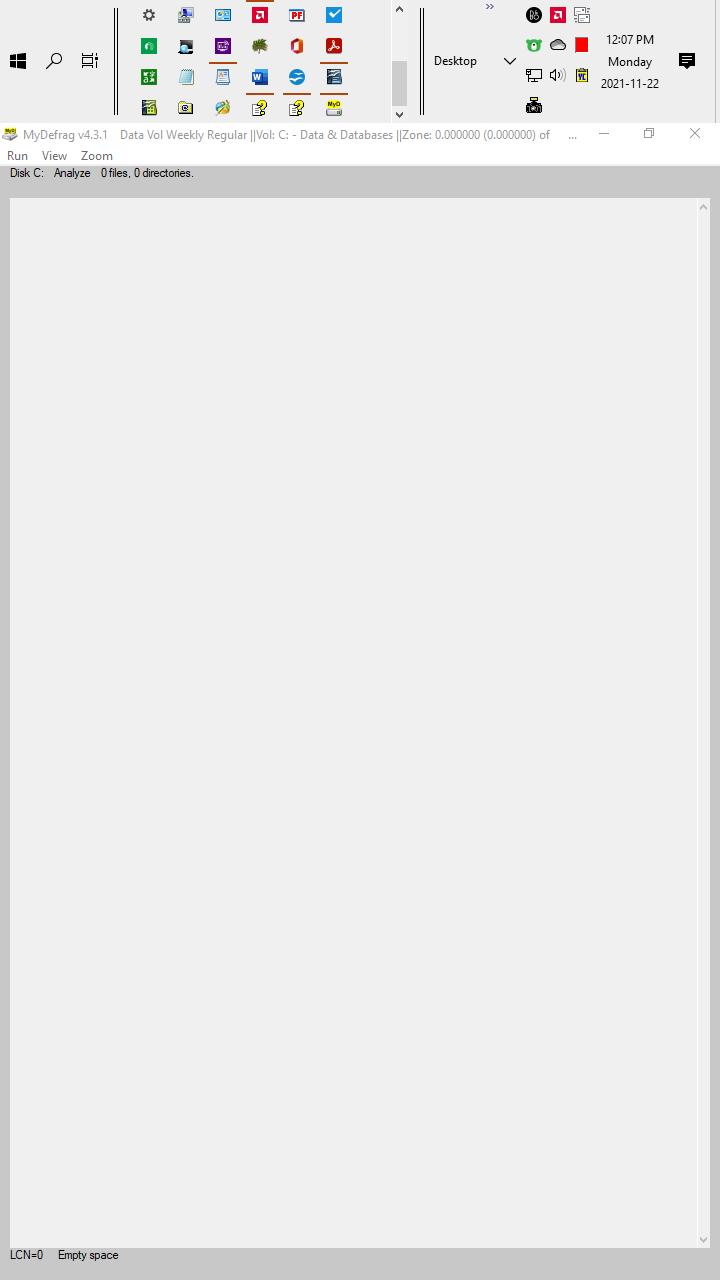 PF
12:07 PM
Desktop
Monday
2021-11-22
MyD
MyDefrag v4.3.1 Data Vol Weekly Regular ||Vol: C: - Data & Databases ||Zone: 0.000000 (0.000000) of ...
Run View Zoom
Disk C: Analyze 0 files, 0 directories.
LCN=0 Empty space